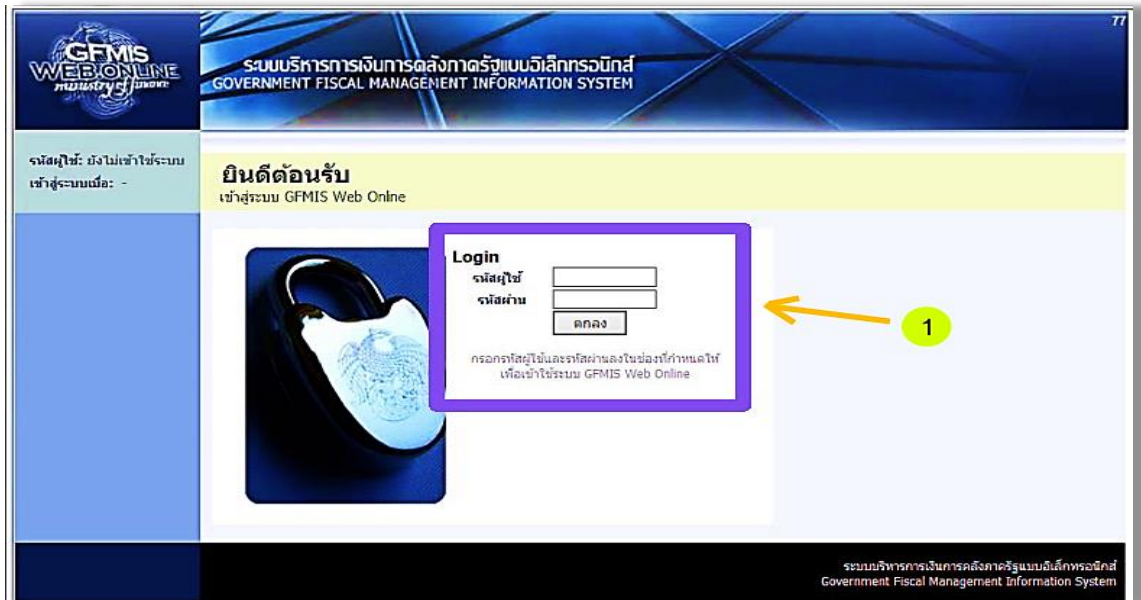 77
GFMIS
WEB ONLINE
ระบบบริหารการเงินการคลังภาครัฐแบบอิเล็กทรอนิกส์
GOVERNMENT FISCAL MANAGEMENT INFORMATION SYSTEM
รหัสผู้ใช้: ยังไม่เข้าใช้ระบบ
เข้าสู่ระบบเมื่อ: -
ยินดีต้อนรับ
เข้าสู่ระบบ GFMIS Web Online
Login
รหัสผู้ใช้
รหัสผ่าน
ตกลง
กรอกรหัสผู้ใช้และรหัสผ่านลงในช่องที่กำหนดให้
เพื่อเข้าใช้ระบบ GFMIS Web Online
1
ระบบบริหารการเงินการคลังภาครัฐแบบอิเล็กทรอนิกส์
Government Fiscal Management Information System